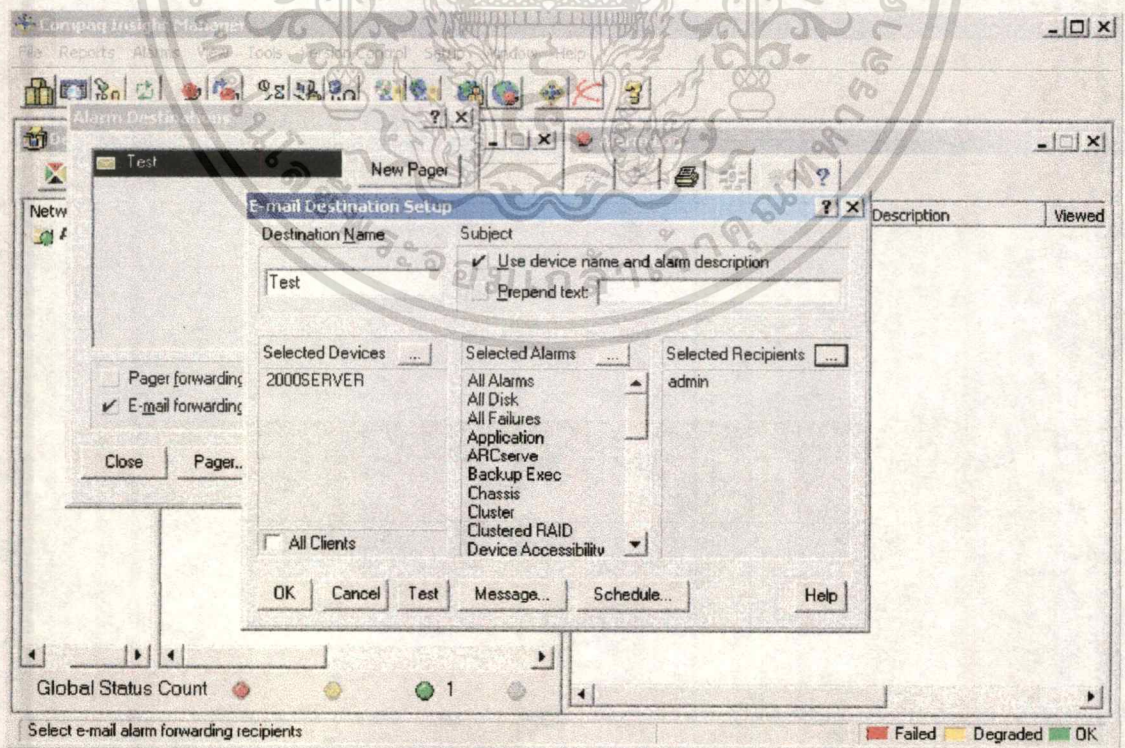 Compaq Insight Manager
File Reports Alarms View Tools Version Control Setup Window Help
Alarm Destinations
Test
New Pager
Netw
Description
Viewed
E-mail Destination Setup
Destination Name
Subject
Use device name and alarm description
Test
Prepend text:
Selected Devices ...
Selected Alarms ...
Selected Recipients ...
2000SERVER
All Alarms
All Disk
All Failures
Application
ARCserve
Backup Exec
Chassis
Cluster
Clustered RAID
Device Accessibility
admin
All Clients
Pager forwarding
E-mail forwarding
Close
Pager..
OK
Cancel
Test
Message...
Schedule...
Help
Global Status Count
1
Select e-mail alarm forwarding recipients
Failed
Degraded
OK